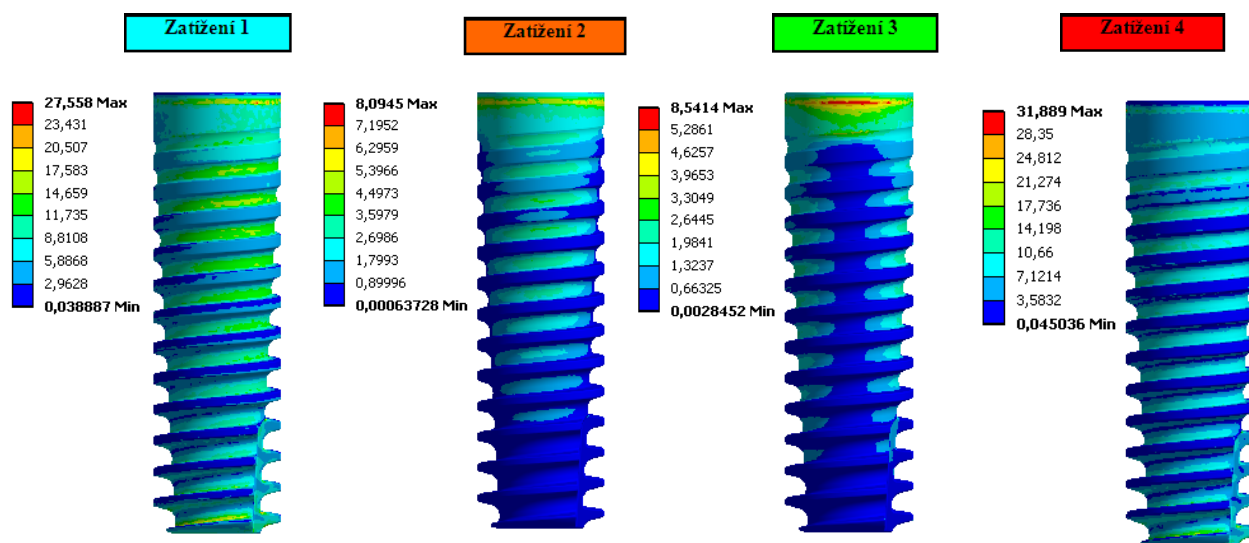 Zatížení 1
Zatížení 2
Zatížení 3
Zatížení 4
27,558 Max
23,431
20,507
17,583
14,659
11,735
8,8108
5,8868
2,9628
0,038887 Min
8,0945 Max
7,1952
6,2959
5,3966
4,4973
3,5979
2,6986
1,7993
0,89996
0,00063728 Min
8,5414 Max
5,2861
4,6257
3,9653
3,3049
2,6445
1,9841
1,3237
0,66325
0,0028452 Min
31,889 Max
28,35
24,812
21,274
17,736
14,198
10,66
7,1214
3,5832
0,045036 Min